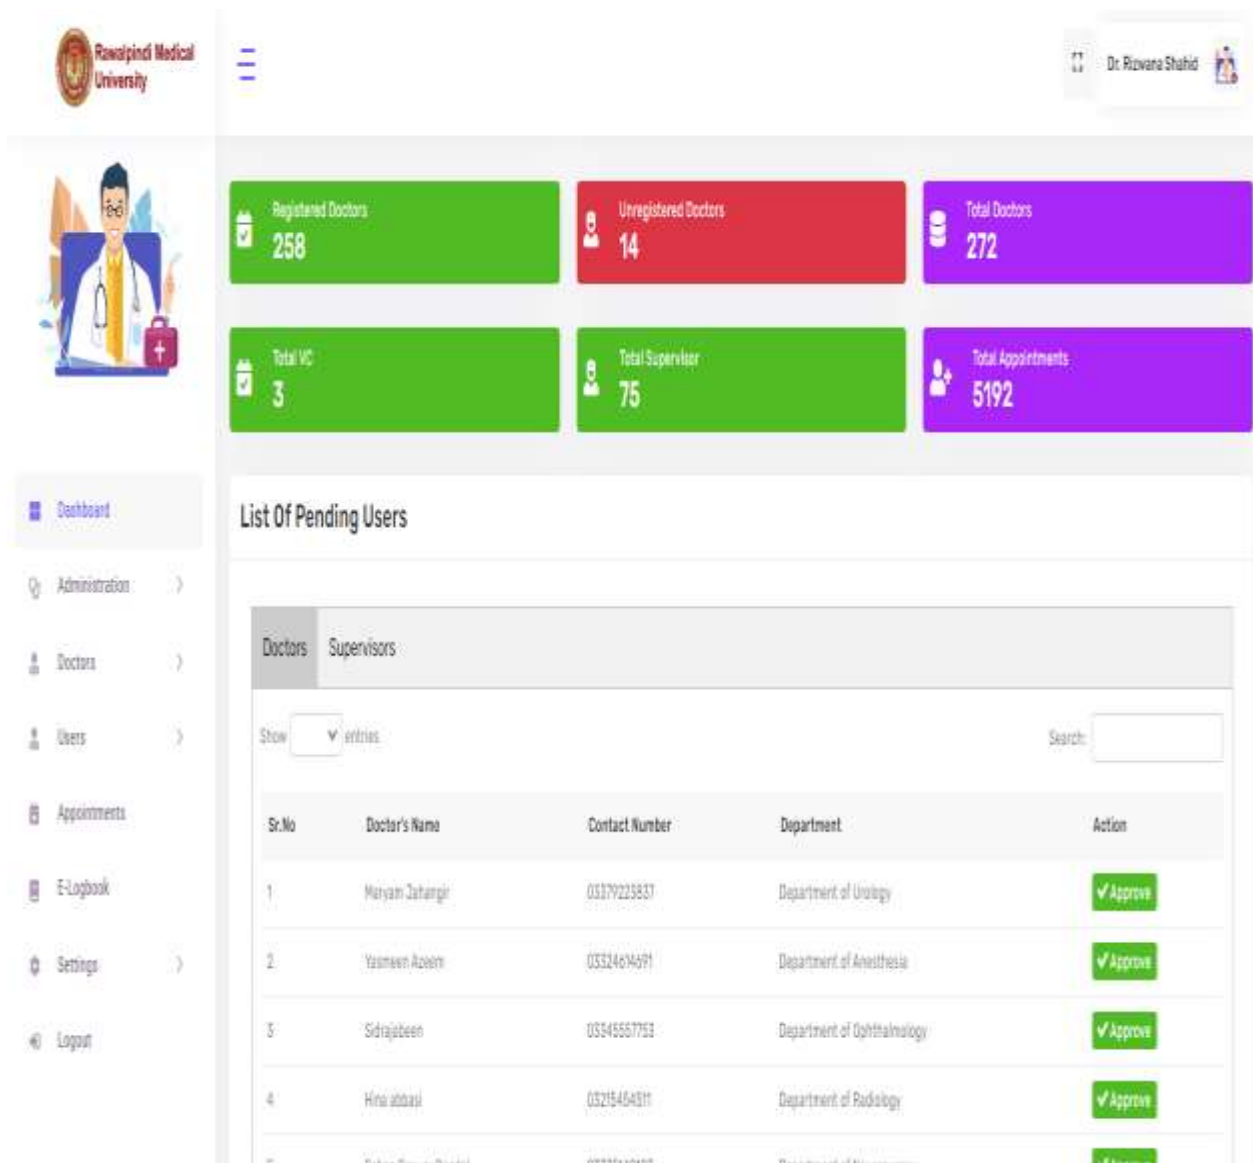 Rawalpindi Medical
University
Dr. Rizwana Shahid
Registered Doctors
258
Unregistered Doctors
14
Total Doctors
272
Total VC
3
Total Supervisor
75
Total Appointments
5192
Dashboard
Administration
Doctors
Users
Appointments
E-Logbook
Settings
Logout
List Of Pending Users
Doctors Supervisors
Show entries Search:
Sr.No Doctor's Name Contact Number Department Action
1 Maryam Jahangir 03379223837 Department of Urology Approve
2 Yasmeen Azeem 03324614691 Department of Anesthesia Approve
3 Sidrajabeen 03345557753 Department of Ophthalmology Approve
4 Hina abbasi Department of Radiology Approve